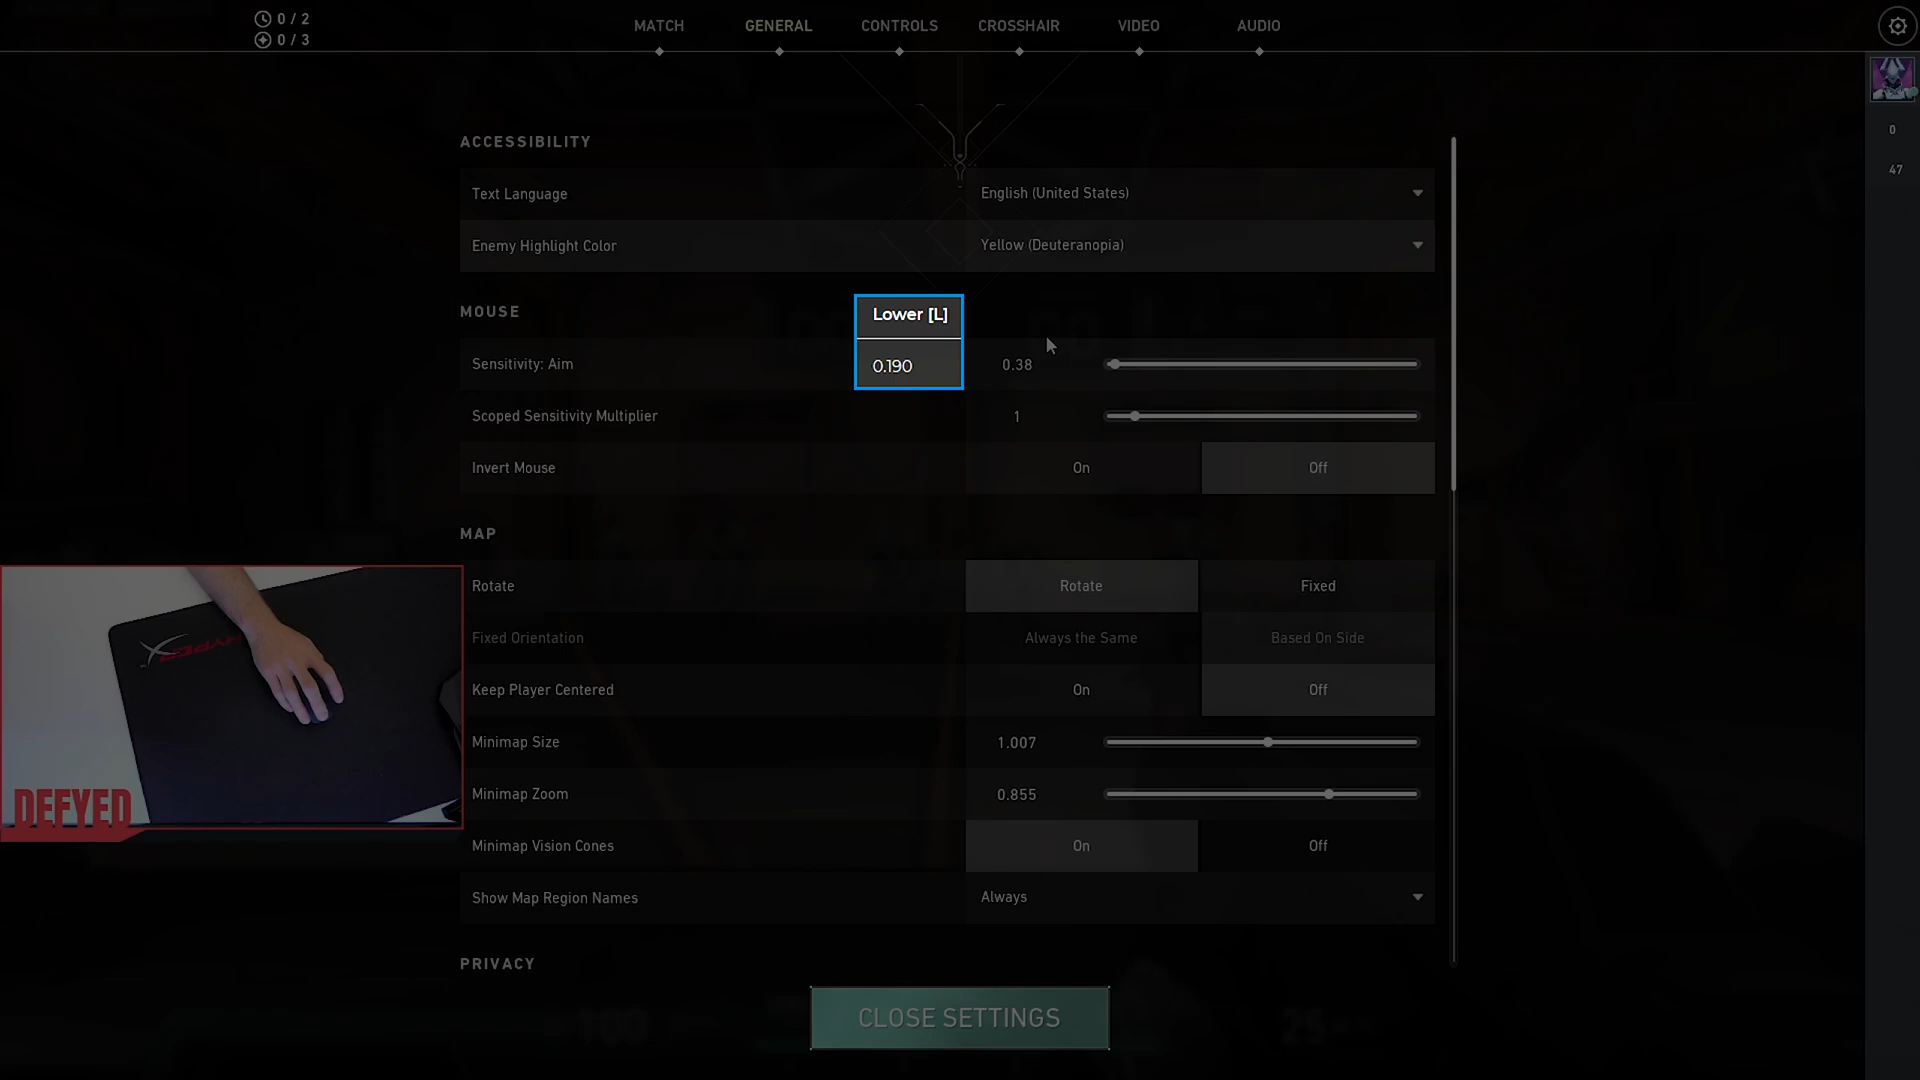 0 / 2
0 / 3
MATCH GENERAL CONTROLS CROSSHAIR VIDEO AUDIO
0
47
ACCESSIBILITY
Text Language English (United States)
Enemy Highlight Color Yellow (Deuteranopia)
MOUSE
Lower [L]
Sensitivity: Aim 0.190 0.38
Scoped Sensitivity Multiplier 1
Invert Mouse On Off
MAP
Rotate Rotate Fixed
Fixed Orientation Always the Same Based On Side
Keep Player Centered On Off
Minimap Size 1.007
Minimap Zoom 0.855
Minimap Vision Cones On Off
Show Map Region Names Always
PRIVACY
CLOSE SETTINGS
HYPERX
DEFYED
100
25